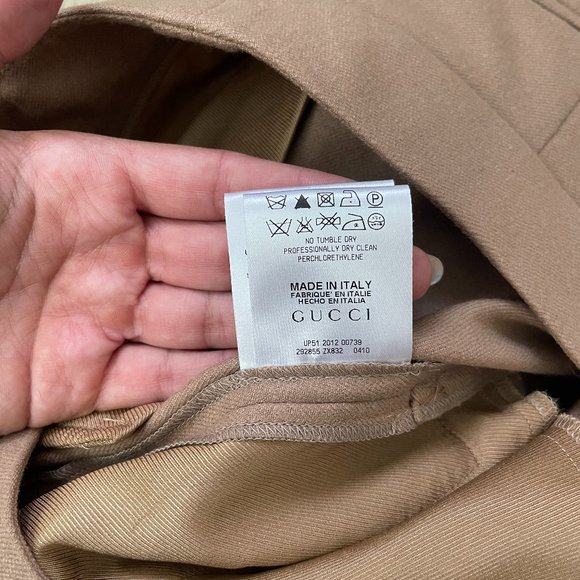 P
NO TUMBLE DRY
PROFESSIONALLY DRY CLEAN
PERCHLORETHYLENE
MADE IN ITALY
FABRIQUE' EN ITALIE
HECHO EN ITALIA
GUCCI
UP51 2012 00739
292855 ZX832 0410